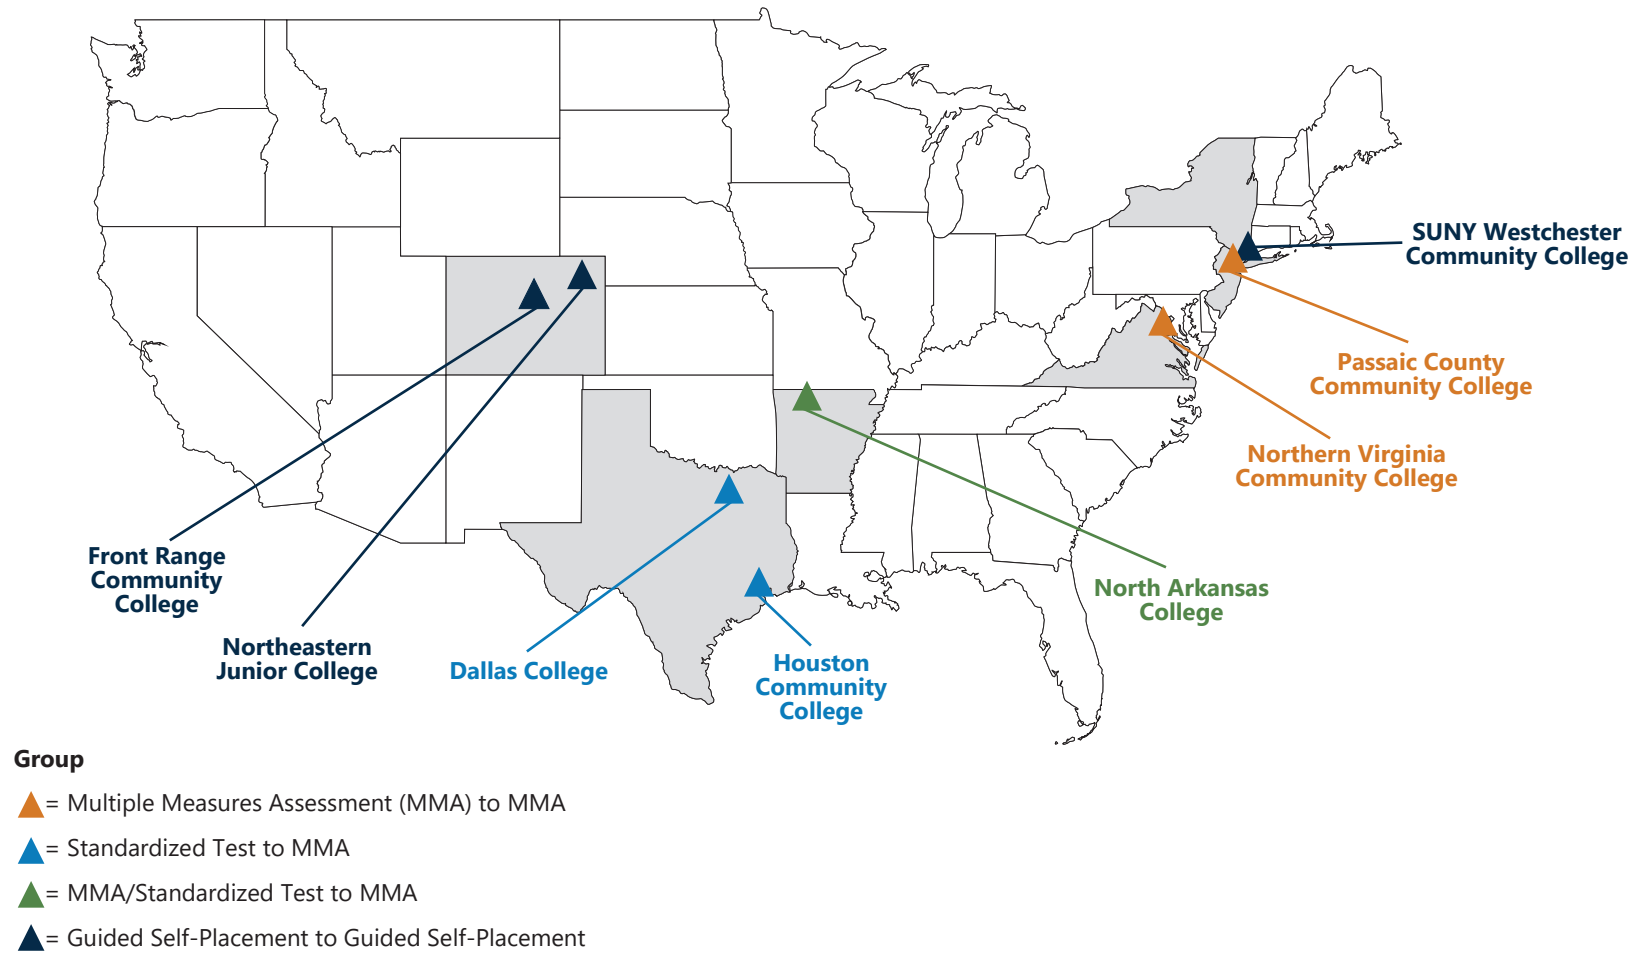 SUNY Westchester
Community College
Passaic County
Community College
Northern Virginia
Community College
North Arkansas
College
Front Range
Community
College
Northeastern
Junior College
Dallas College
Houston
Community
College
Group
= Multiple Measures Assessment (MMA) to MMA
= Standardized Test to MMA
= MMA/Standardized Test to MMA
= Guided Self-Placement to Guided Self-Placement